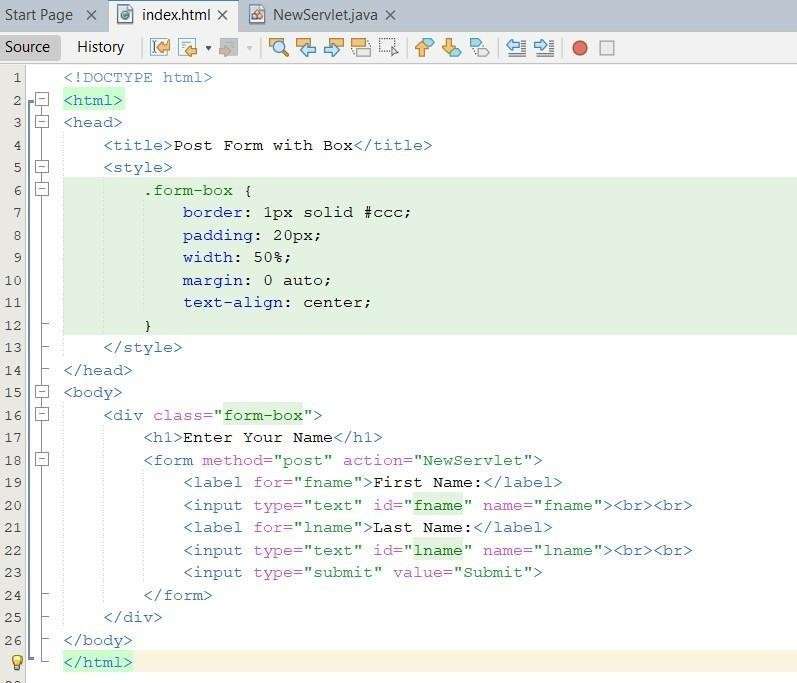 Start Page index.html NewServlet.java
Source History
1 <!DOCTYPE html>
2 <html>
3 <head>
4     <title>Post Form with Box</title>
5     <style>
6         .form-box {
7             border: 1px solid #ccc;
8             padding: 20px;
9             width: 50%;
10             margin: 0 auto;
11             text-align: center;
12         }
13     </style>
14 </head>
15 <body>
16     <div class="form-box">
17         <h1>Enter Your Name</h1>
18         <form method="post" action="NewServlet">
19             <label for="fname">First Name:</label>
20             <input type="text" id="fname" name="fname"><br><br>
21             <label for="lname">Last Name:</label>
22             <input type="text" id="lname" name="lname"><br><br>
23             <input type="submit" value="Submit">
24         </form>
25     </div>
26 </body>
</html>